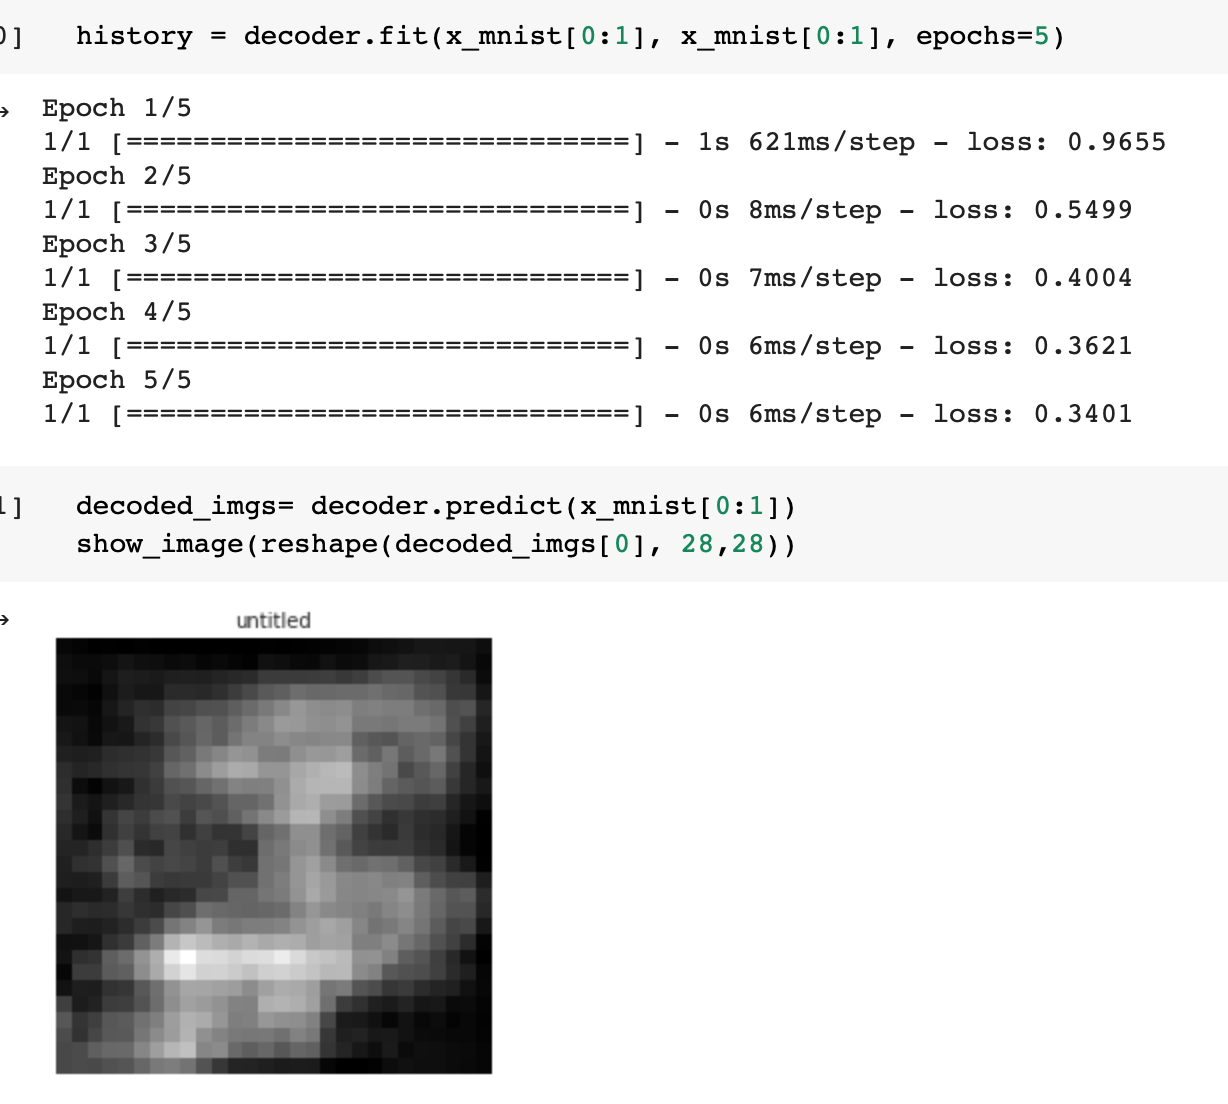 0] history = decoder.fit(x_mnist[0:1], x_mnist[0:1], epochs=5)
Epoch 1/5
1/1 [==============================] - 1s 621ms/step - loss: 0.9655
Epoch 2/5
1/1 [==============================] - 0s 8ms/step - loss: 0.5499
Epoch 3/5
1/1 [==============================] - 0s 7ms/step - loss: 0.4004
Epoch 4/5
1/1 [==============================] - 0s 6ms/step - loss: 0.3621
Epoch 5/5
1/1 [==============================] - 0s 6ms/step - loss: 0.3401
1] decoded_imgs= decoder.predict(x_mnist[0:1])
show_image(reshape(decoded_imgs[0], 28,28))
untitled